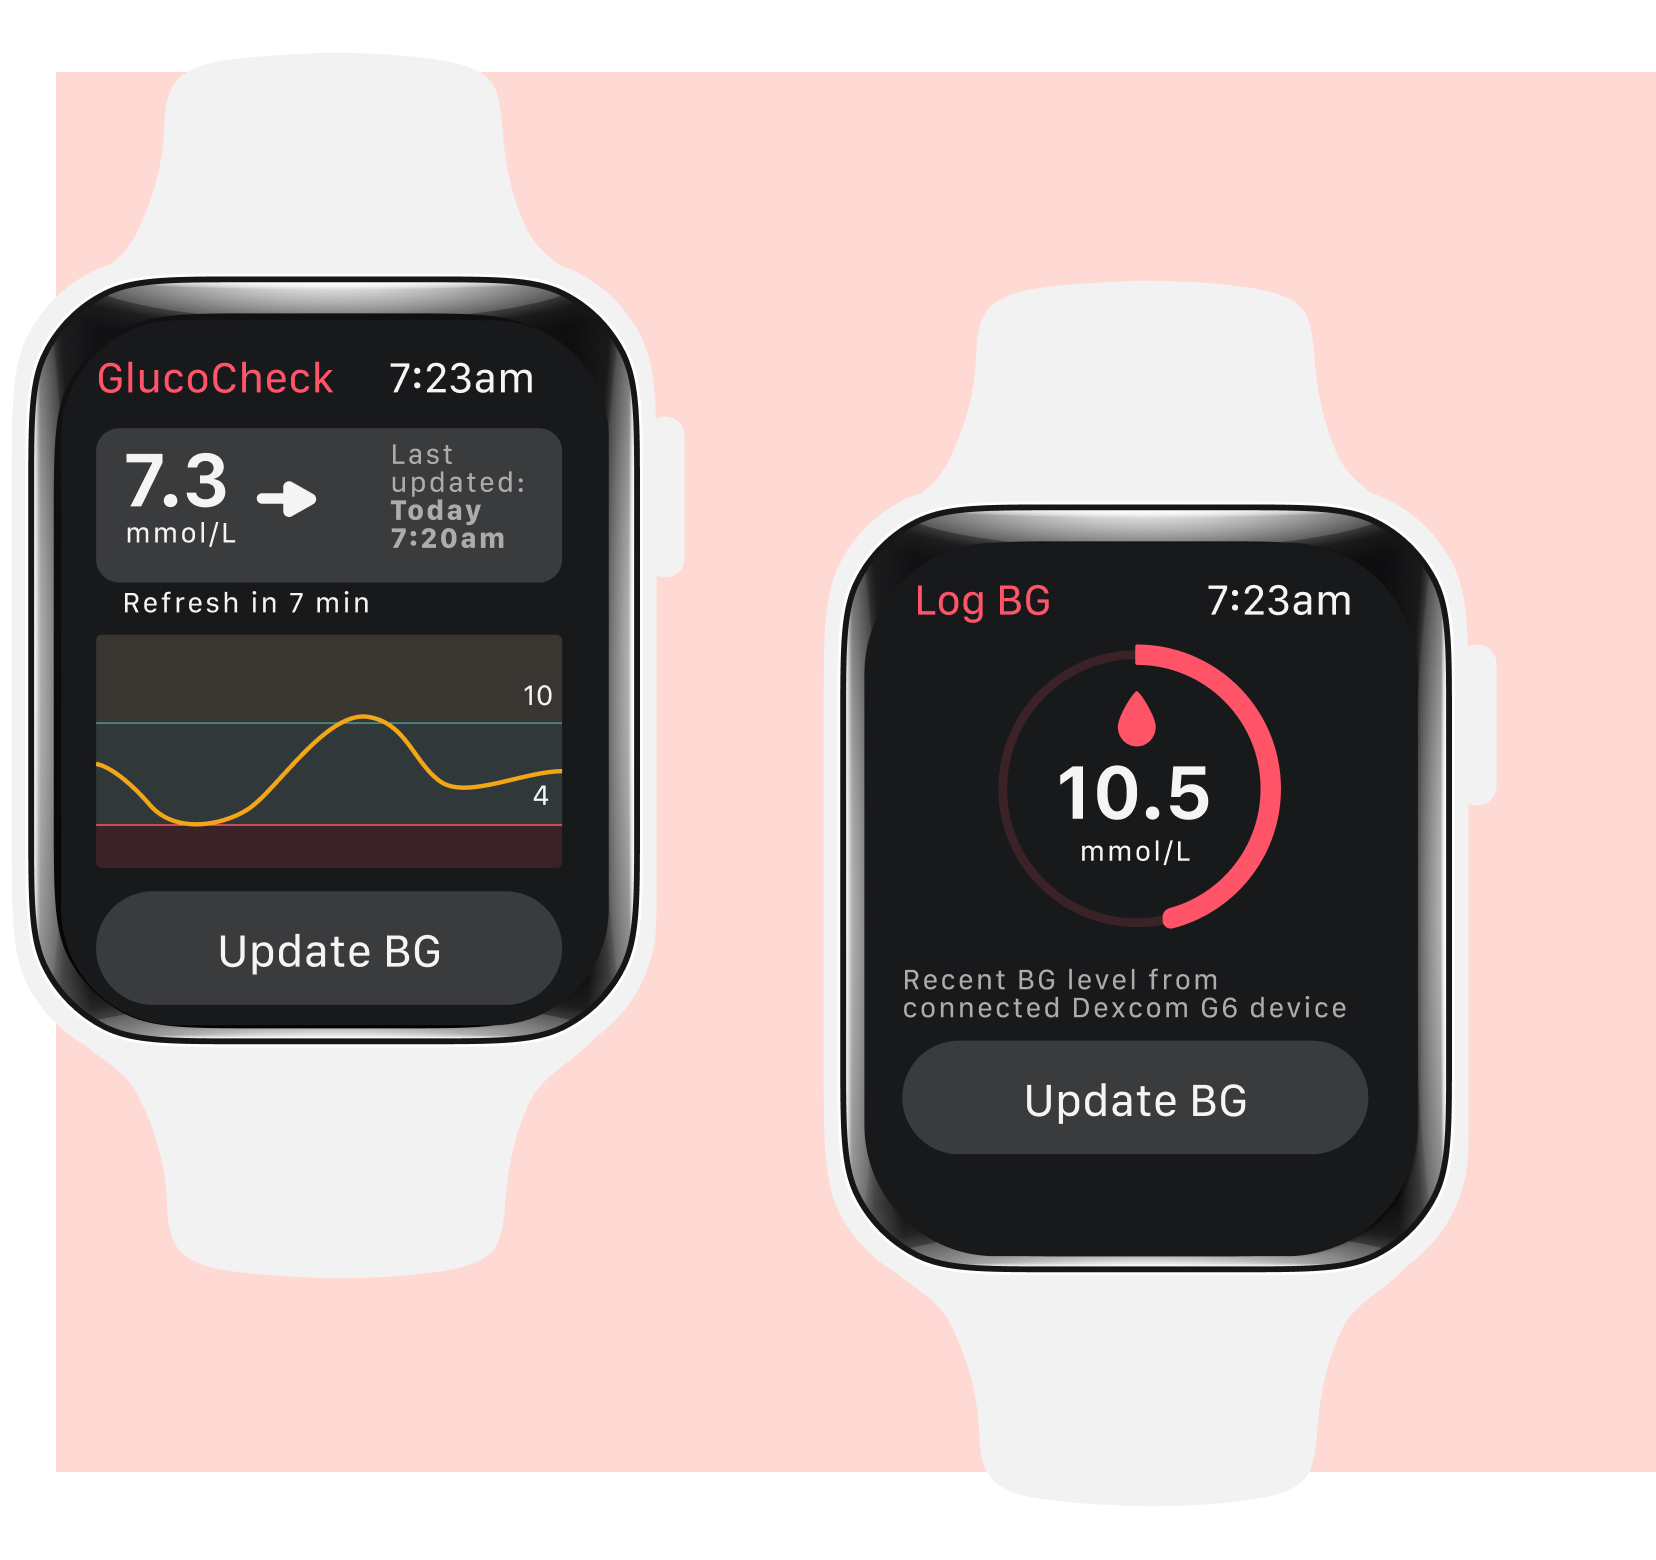 GlucoCheck 7:23am
7.3
mmol/L
Last
updated:
Today
7:20am
Refresh in 7 min
10
4
Update BG
Log BG 7:23am
10.5
mmol/L
Recent BG level from
connected Dexcom G6 device
Update BG